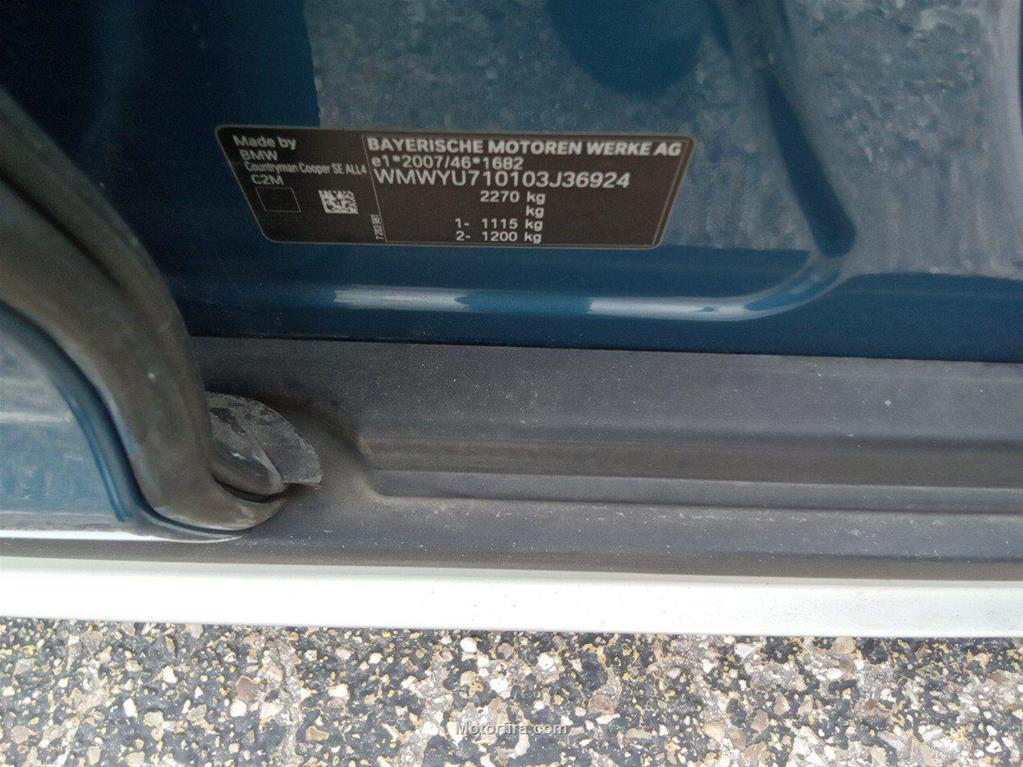 Made by
BMW
Countryman Cooper SE ALL4
C2M
BAYERISCHE MOTOREN WERKE AG
e1*2007/46*1682
WMWYU710103J36924
2270 kg
kg
1- 1115 kg
2- 1200 kg
Motorhra.com